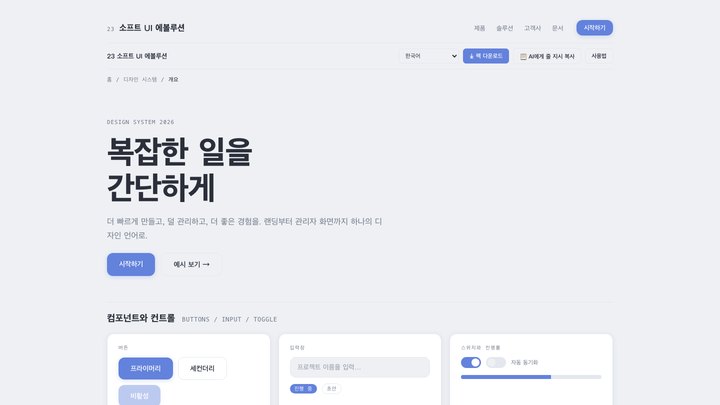 23 소프트 UI 에볼루션
제품 솔루션 고객사 문서 시작하기
23 소프트 UI 에볼루션
한국어 팩 다운로드 AI에게 줄 지시 복사 사용법
홈 / 디자인 시스템 / 개요
DESIGN SYSTEM 2026
복잡한 일을
간단하게
더 빠르게 만들고, 덜 관리하고, 더 좋은 경험을. 랜딩부터 관리자 화면까지 하나의 디
자인 언어로.
시작하기 예시 보기 →
컴포넌트와 컨트롤 BUTTONS / INPUT / TOGGLE
버튼
프라이머리 세컨더리
비활성
입력창
프로젝트 이름을 입력...
진행 중 초안
스위치와 진행률
자동 동기화